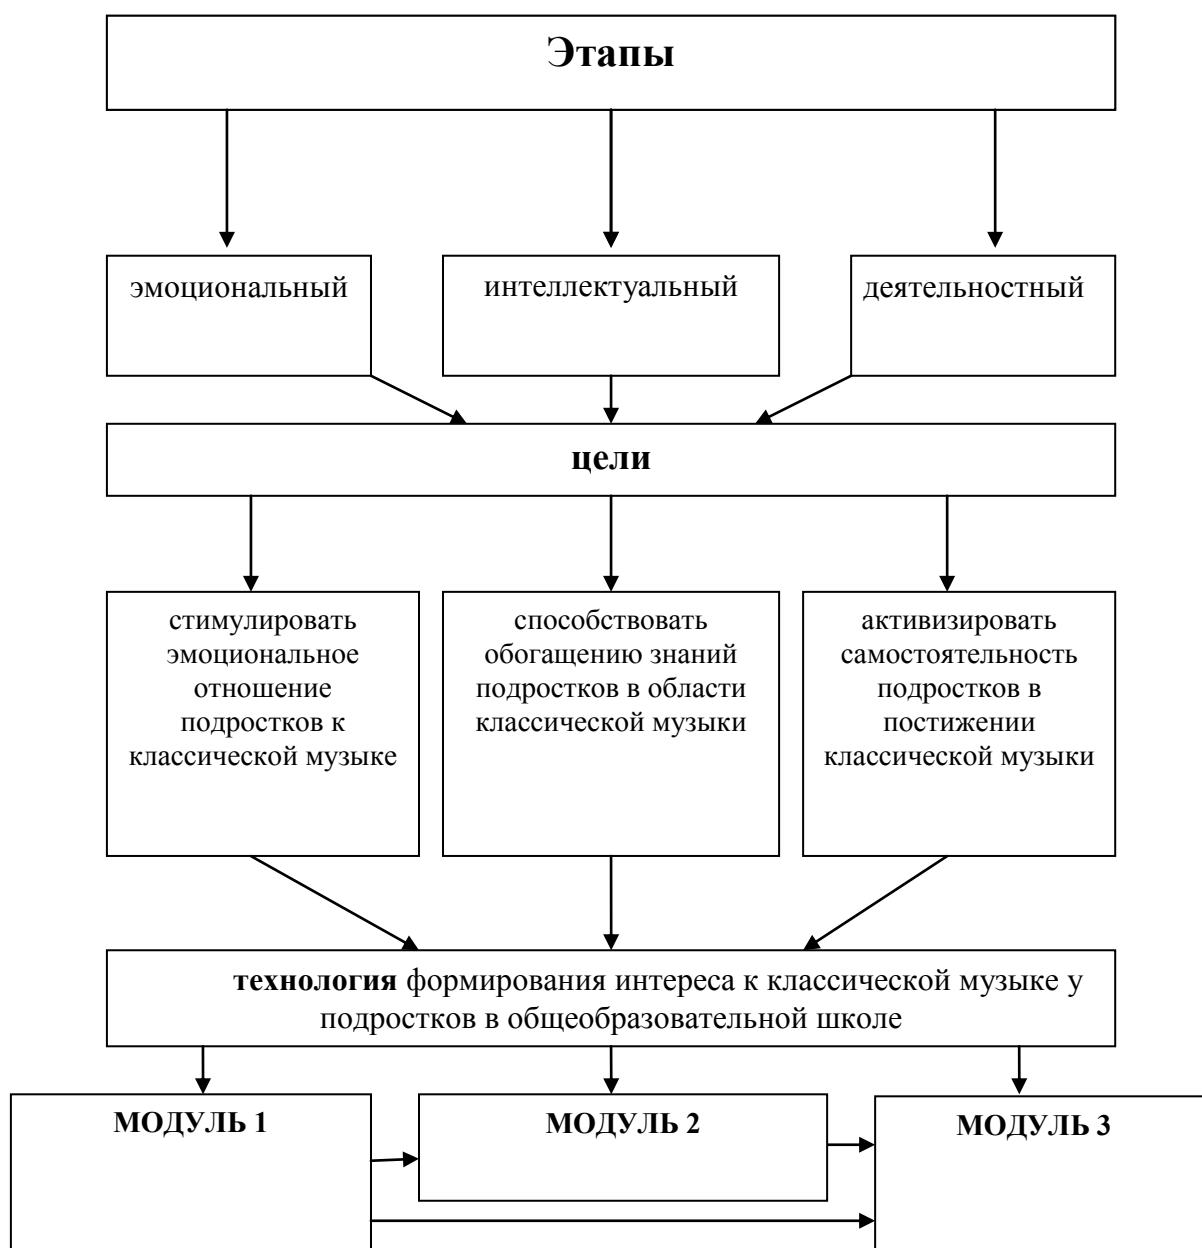 Этапы
эмоциональный
интеллектуальный
деятельностный
цели
стимулировать
эмоциональное
отношение
подростков к
классической музыке
способствовать
обогащению знаний
подростков в области
классической музыки
активизировать
самостоятельность
подростков в
постижении
классической музыки
технология формирования интереса к классической музыке у
подростков в общеобразовательной школе
МОДУЛЬ 1
МОДУЛЬ 2
МОДУЛЬ 3